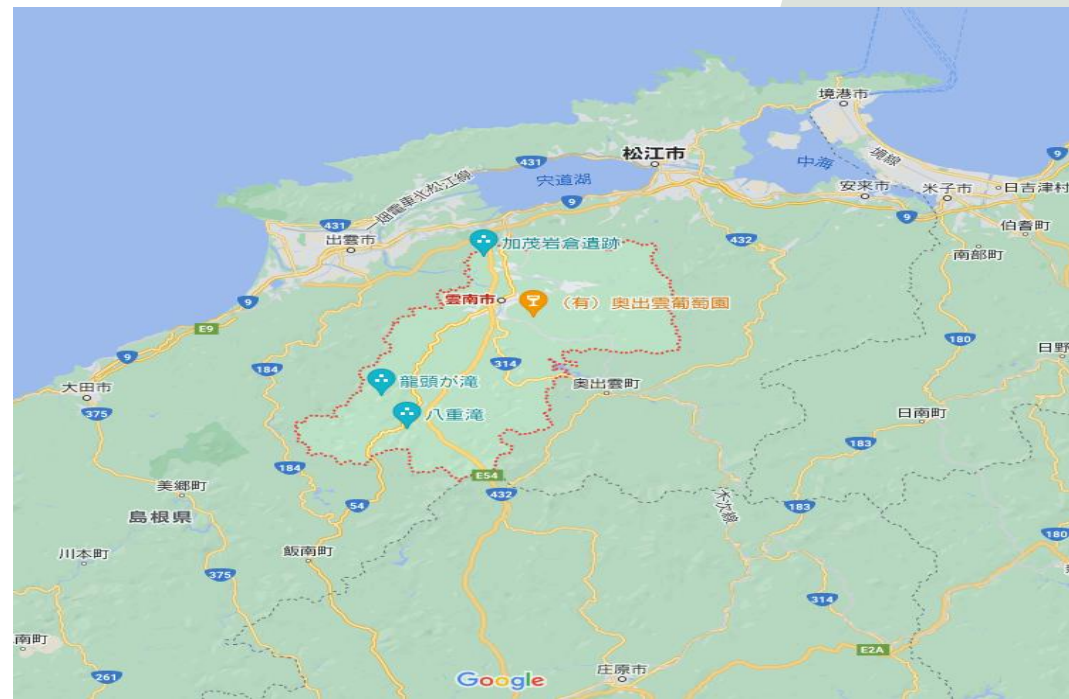 境港市
松江市
431
宍道湖
中海
境線
9
一畑電車北松江線
9
安来市
米子市
日吉津村
431
出雲市
9
432
伯耆町
加茂岩倉遺跡
南部町
雲南市
（有）奥出雲葡萄園
9
E9
180
9
184
314
日野
大田市
龍頭が滝
奥出雲町
375
八重滝
日南町
183
184
E54
美郷町
432
54
木次線
183
島根県
180
川本町
飯南町
375
314
南町
E2A
庄原市
261
Google